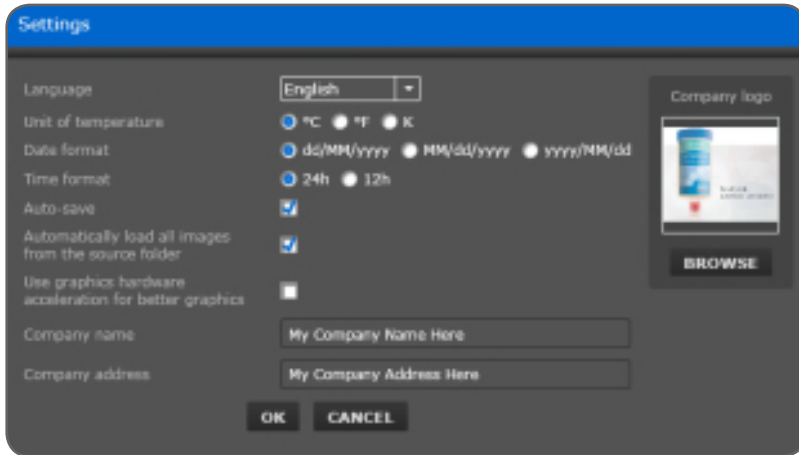 Settings
Language
English
Unit of temperature
°C °F K
Date format
dd/MM/yyyy MM/dd/yyyy yyyy/MM/dd
Time format
24h 12h
Auto-save
Automatically load all images
from the source folder
Use graphics hardware
acceleration for better graphics
Company name
My Company Name Here
Company address
My Company Address Here
OK CANCEL
Company logo
BROWSE